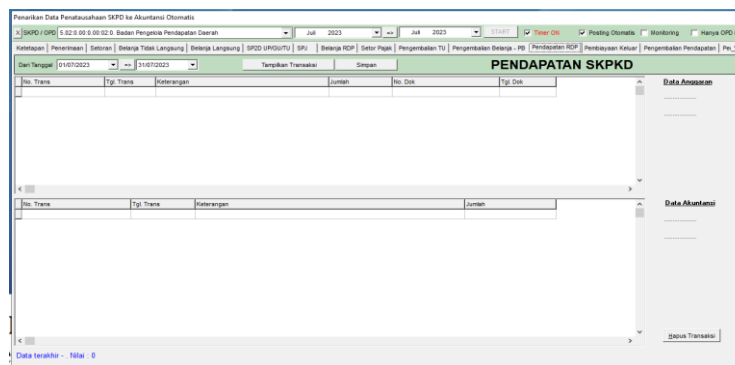 Penarikan Data Penatausahaan SKPD ke Akuntansi Otomatis
X SKPD / OPD 5.02.0.00.0.00.02.0. Badan Pengelola Pendapatan Daerah Juli 2023 => Juli 2023 START Timer ON Posting Otomatis Monitoring Hanya OPD
Ketetapan Penerimaan Setoran Belanja Tidak Langsung Belanja Langsung SP2D UP/GU/TU SPJ Belanja RDP Setor Pajak Pengembalian TU Pengembalian Belanja - PB Pendapatan RDP Pembiayaan Keluar Pengembalian Pendapatan
Dari Tanggal 01/07/2023 => 31/07/2023 Tampilkan Transaksi Simpan PENDAPATAN SKPKD
No. Trans Tgl. Trans Keterangan Jumlah No. Dok Tgl. Dok Data Anggaran
No. Trans Tgl. Trans Keterangan Jumlah Data Akuntansi
Hapus Transaksi
Data terakhir - . Nilai : 0